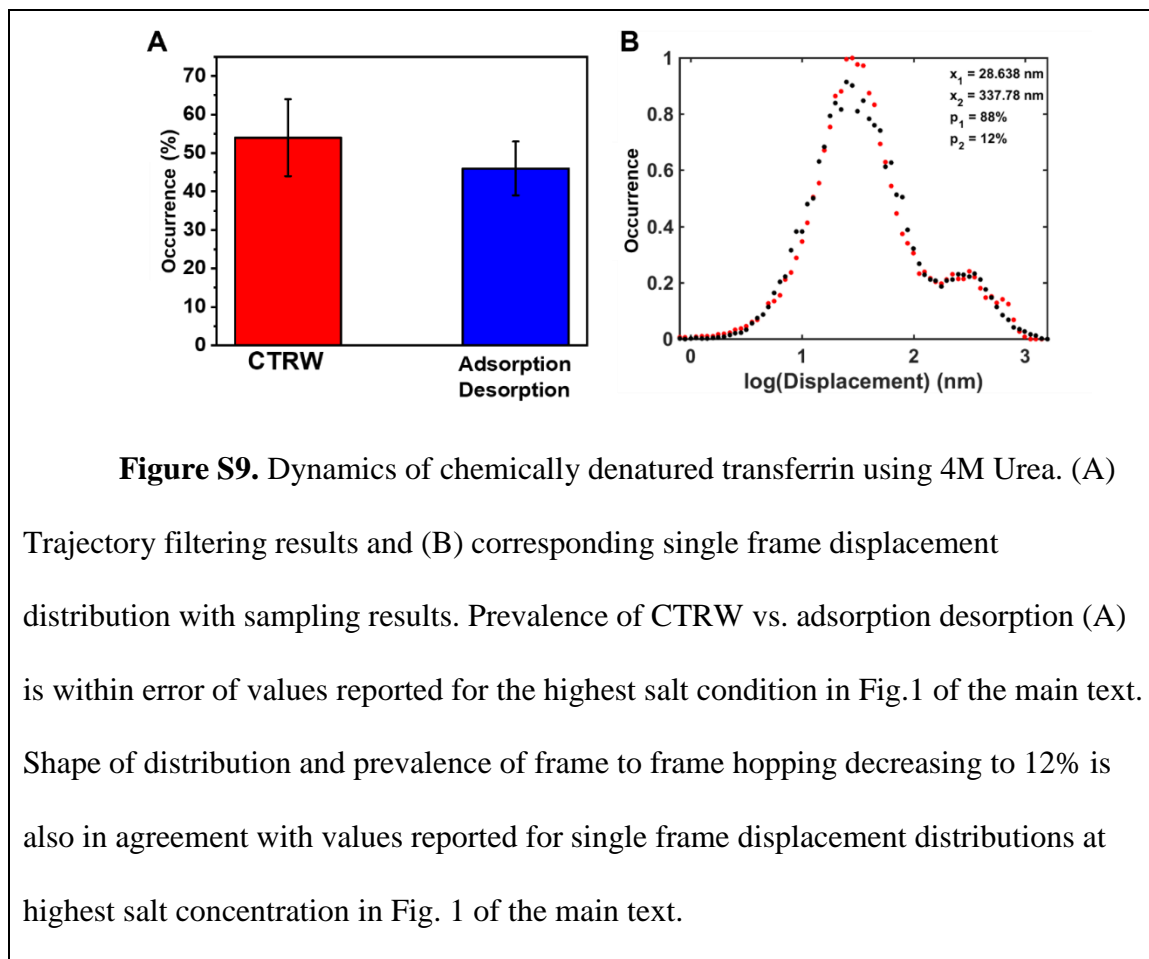 A
Occurrence (%)
70
60
50
40
30
20
10
0
CTRW
Adsorption
Desorption
B
Occurrence
1
0.8
0.6
0.4
0.2
0
x1 = 28.638 nm
x2 = 337.78 nm
p1 = 88%
p2 = 12%
0 1 2 3
log(Displacement) (nm)
Figure S9. Dynamics of chemically denatured transferrin using 4M Urea. (A)
Trajectory filtering results and (B) corresponding single frame displacement
distribution with sampling results. Prevalence of CTRW vs. adsorption desorption (A)
is within error of values reported for the highest salt condition in Fig.1 of the main text.
Shape of distribution and prevalence of frame to frame hopping decreasing to 12% is
also in agreement with values reported for single frame displacement distributions at
highest salt concentration in Fig. 1 of the main text.